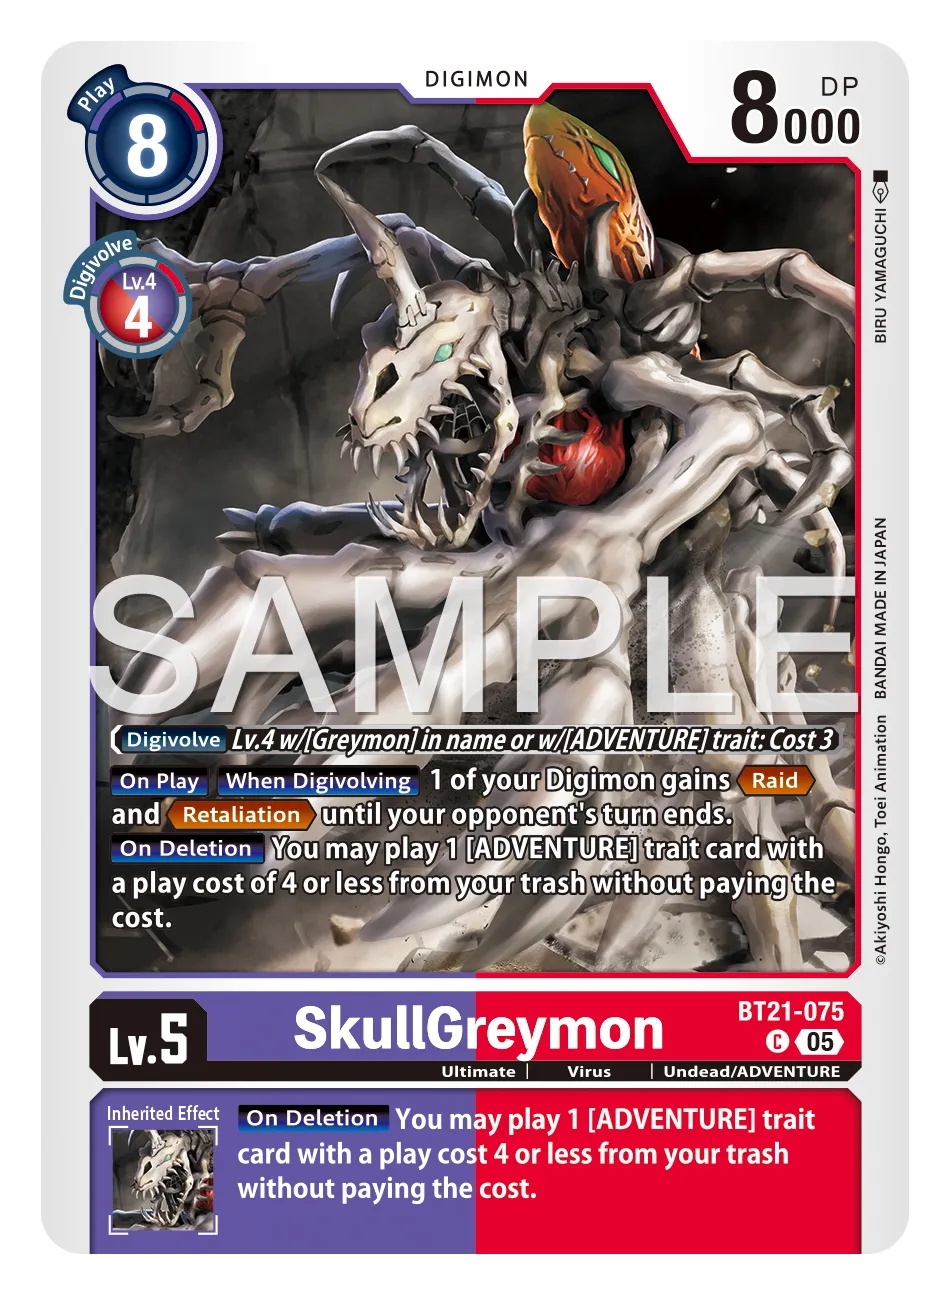 DIGIMON
Play
8
DP
8000
Digivolve
Lv.4
4
BIRU YAMAGUCHI
BANDAI MADE IN JAPAN
©Akiyoshi Hongo, Toei Animation
SAMPLE
Digivolve Lv.4 w/[Greymon] in name or w/[ADVENTURE] trait: Cost 3
On Play When Digivolving 1 of your Digimon gains Raid
and Retaliation until your opponent's turn ends.
On Deletion You may play 1 [ADVENTURE] trait card with
a play cost of 4 or less from your trash without paying the
cost.
Lv.5
SkullGreymon
BT21-075
C 05
Ultimate | Virus | Undead/ADVENTURE
Inherited Effect
On Deletion You may play 1 [ADVENTURE] trait
card with a play cost 4 or less from your trash
without paying the cost.